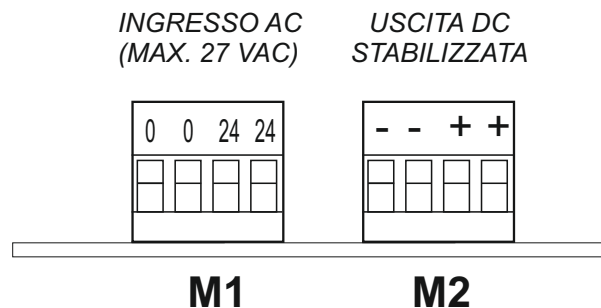 INGRESSO AC
(MAX. 27 VAC)
USCITA DC
STABILIZZATA
0 0 24 24
- - + +
M1
M2